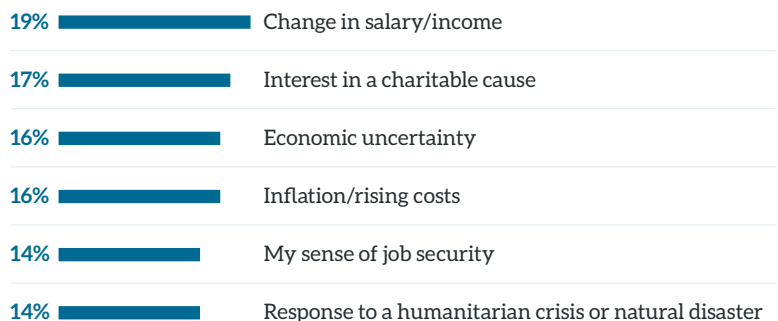 19% Change in salary/income
17% Interest in a charitable cause
16% Economic uncertainty
16% Inflation/rising costs
14% My sense of job security
14% Response to a humanitarian crisis or natural disaster